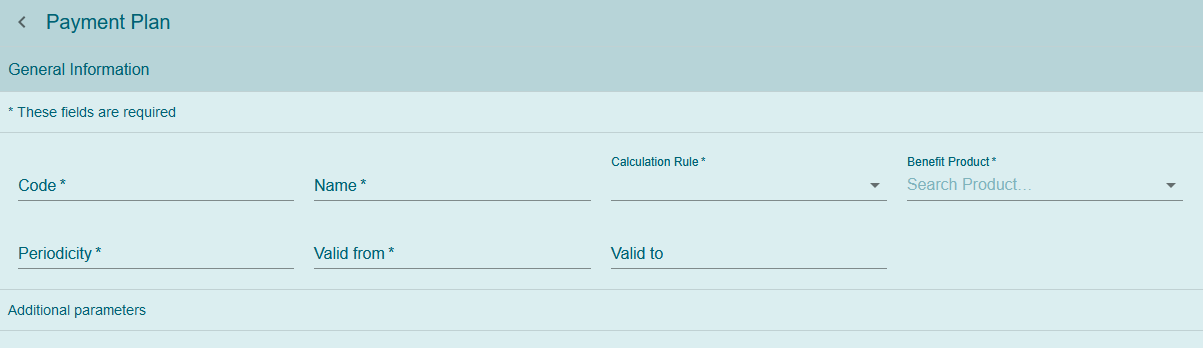 Payment Plan
General Information
* These fields are required
Code *
Name *
Calculation Rule *
Benefit Product *
Search Product...
Periodicity *
Valid from *
Valid to
Additional parameters